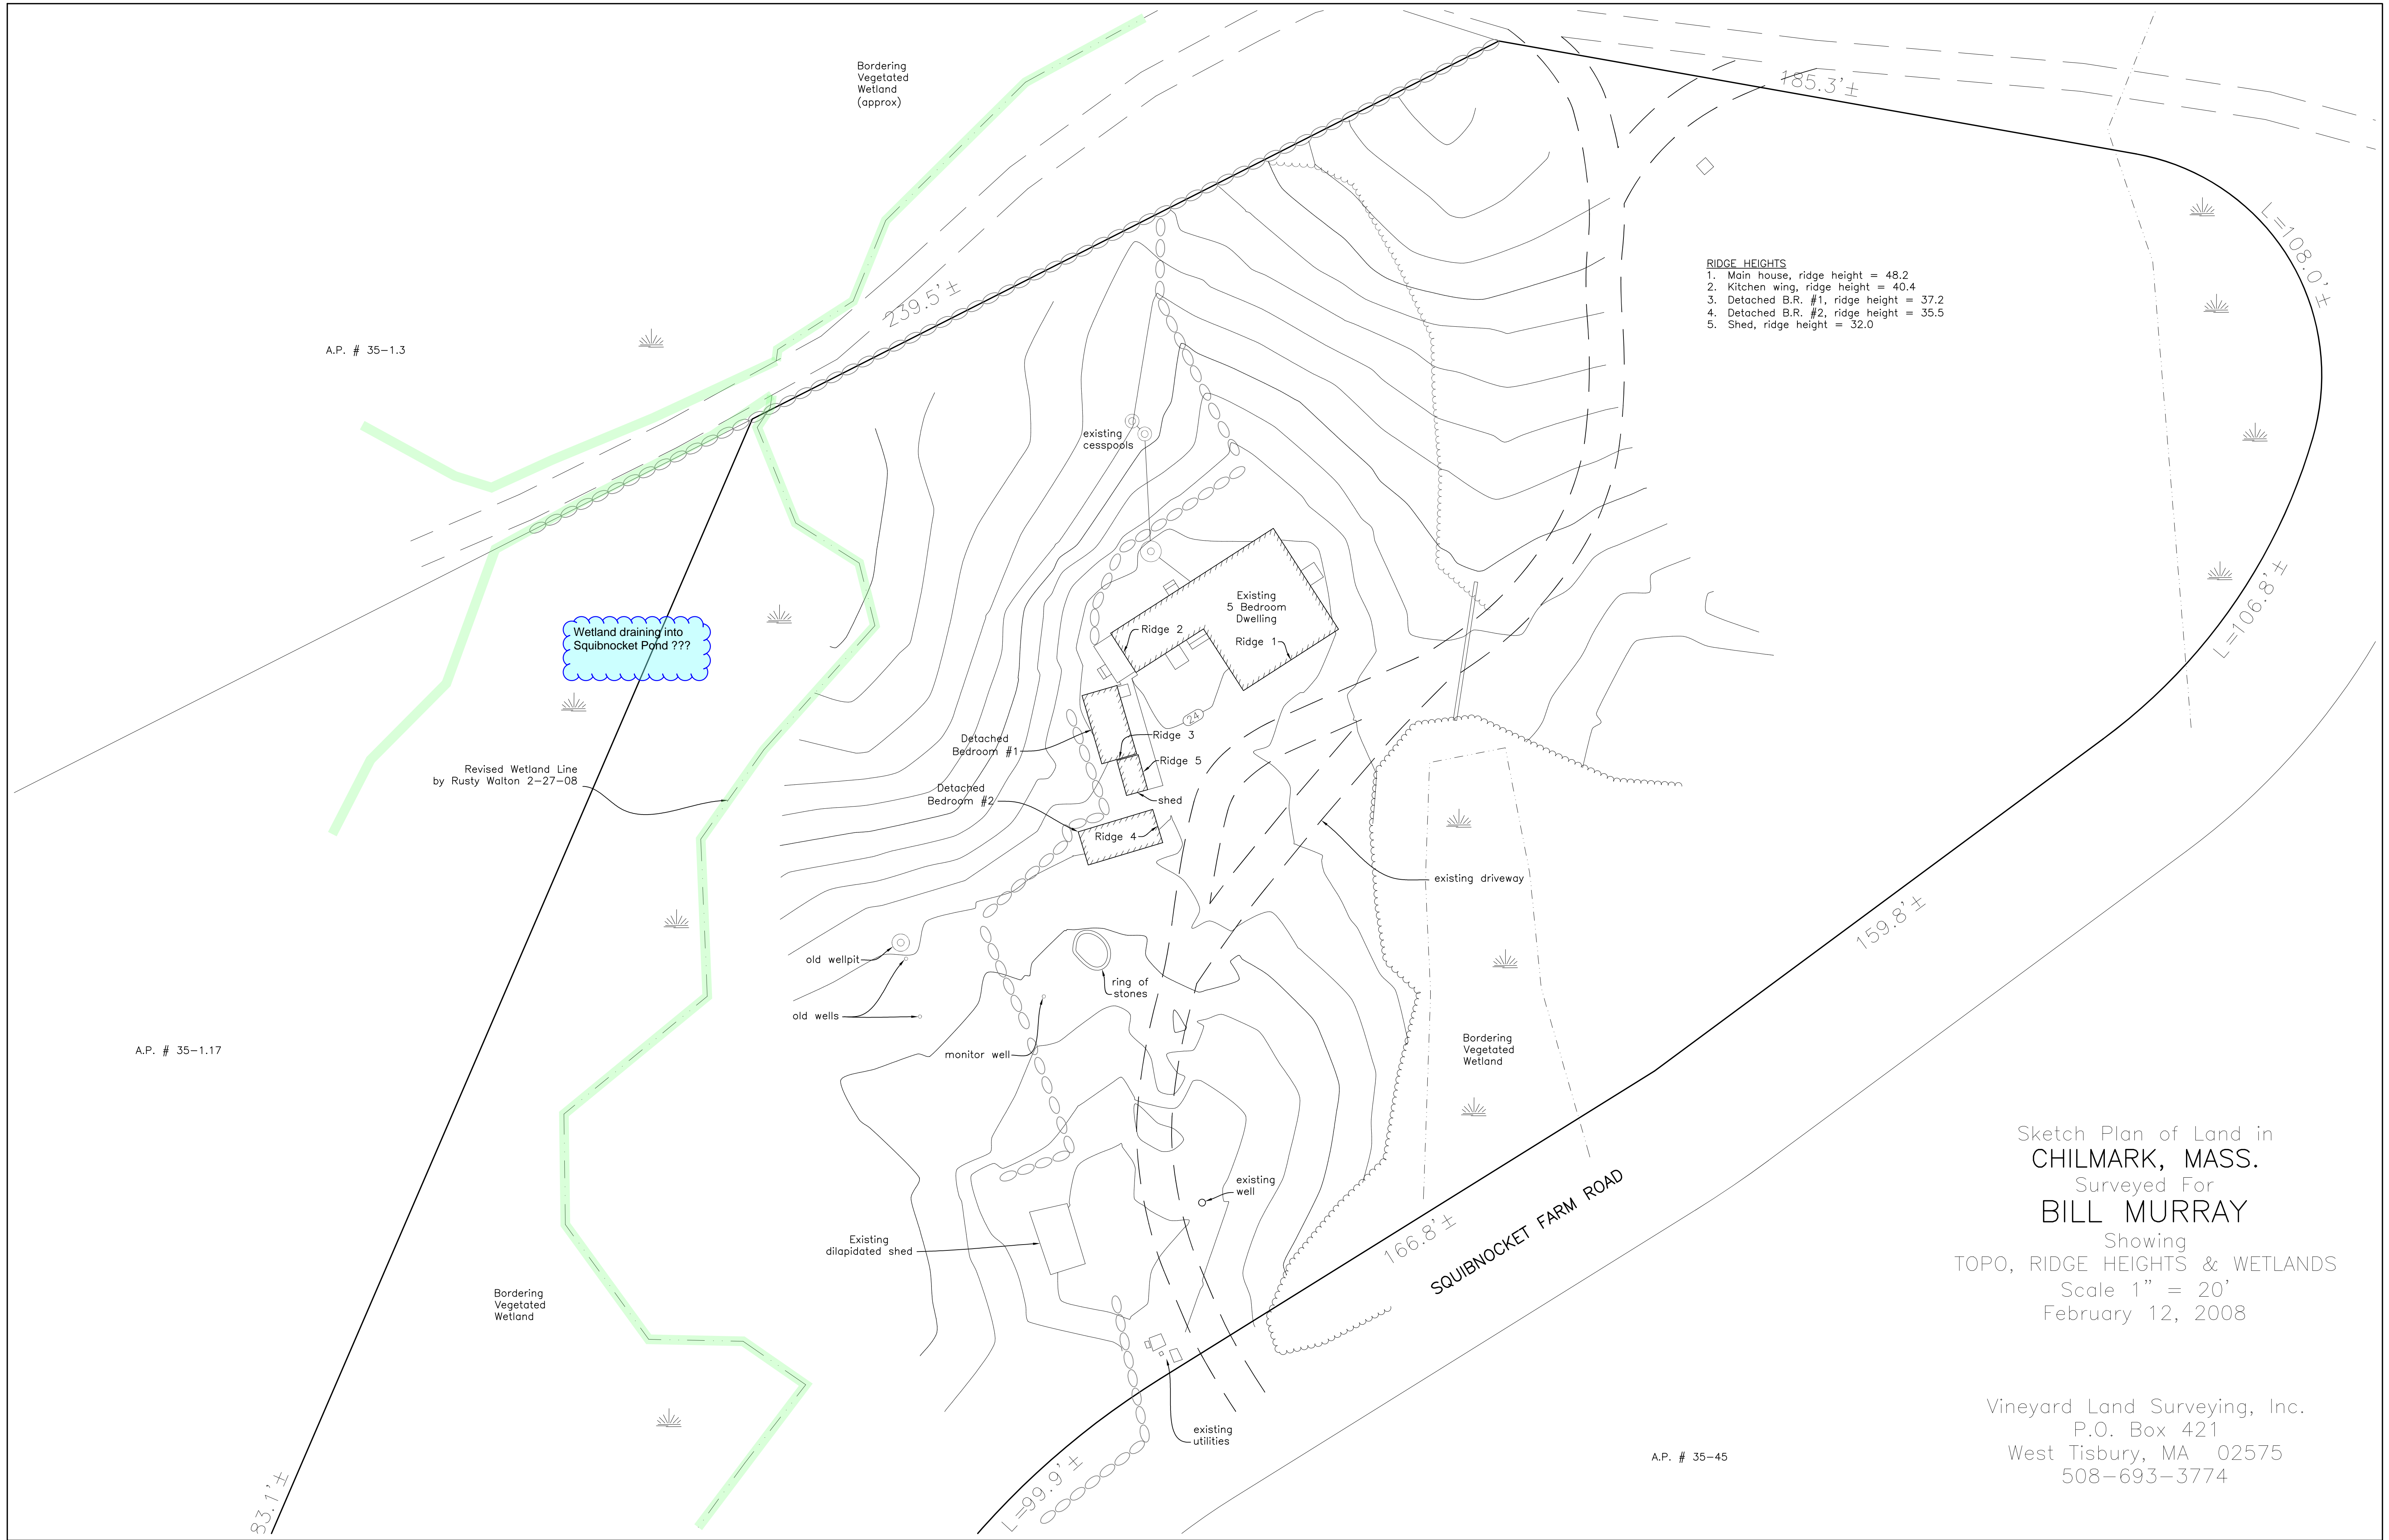 Bordering
Vegetated
Wetland
(approx)
185.3'±
L=108.0'±
239.5'±
RIDGE HEIGHTS
1. Main house, ridge height = 48.2
2. Kitchen wing, ridge height = 40.4
3. Detached B.R. #1, ridge height = 37.2
4. Detached B.R. #2, ridge height = 35.5
5. Shed, ridge height = 32.0
A.P. # 35-1.3
existing
cesspools
Existing
5 Bedroom
Dwelling
Ridge 2
Ridge 1
L=106.8'±
Wetland draining into
Squibnocket Pond ???
24
Detached
Bedroom #1
Ridge 3
Ridge 5
Revised Wetland Line
by Rusty Walton 2-27-08
Detached
Bedroom #2
shed
Ridge 4
existing driveway
159.8'±
old wellpit
ring of
stones
old wells
monitor well
A.P. # 35-1.17
Bordering
Vegetated
Wetland
existing
well
Existing
dilapidated shed
166.8'±
SQUIBNOCKET FARM ROAD
Bordering
Vegetated
Wetland
existing
utilities
L=99.9'±
83.1'±
A.P. # 35-45
Sketch Plan of Land in
CHILMARK, MASS.
Surveyed For
BILL MURRAY
Showing
TOPO, RIDGE HEIGHTS & WETLANDS
Scale 1" = 20'
February 12, 2008
Vineyard Land Surveying, Inc.
P.O. Box 421
West Tisbury, MA 02575
508-693-3774